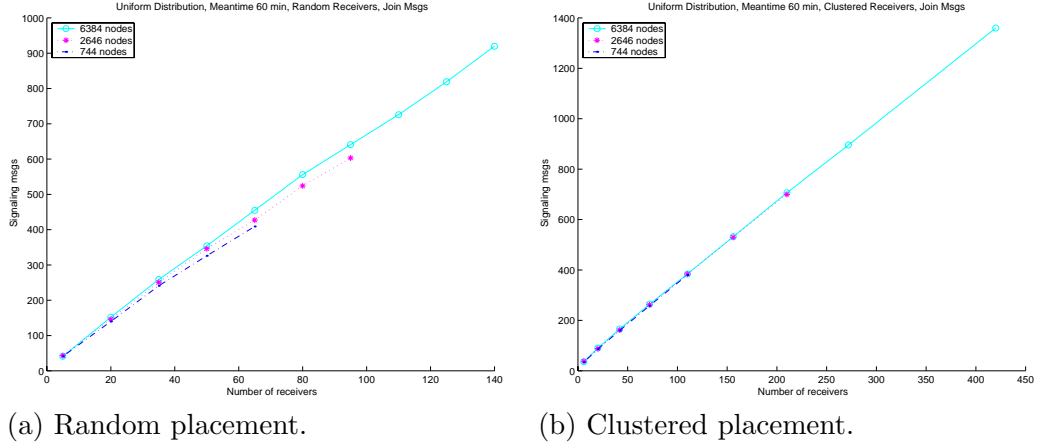 Uniform Distribution, Meantime 60 min, Random Receivers, Join Msgs
1000
900
800
700
600
500
400
300
200
100
0
Signaling msgs
6384 nodes
2646 nodes
744 nodes
0 20 40 60 80 100 120 140
Number of receivers
(a) Random placement.
Uniform Distribution, Meantime 60 min, Clustered Receivers, Join Msgs
1400
1200
1000
800
600
400
200
0
Signaling msgs
6384 nodes
2646 nodes
744 nodes
0 50 100 150 200 250 300 350 400 450
Number of receivers
(b) Clustered placement.